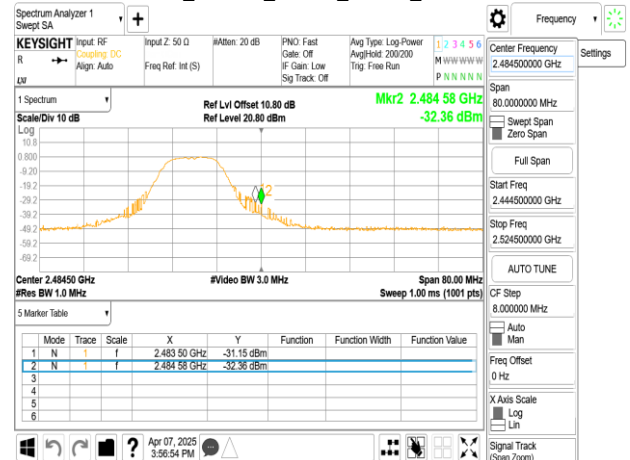 Spectrum Analyzer 1
Swept SA
Frequency
KEYSIGHT Input: RF Input Z: 50 Ω #Atten: 20 dB PNO: Fast Avg Type: Log-Power 1 2 3 4 5 6
R Coupling: DC Gate: Off Avg|Hold: 200/200 M W W W W W
Align: Auto Freq Ref: Int (S) IF Gain: Low Trig: Free Run
Sig Track: Off P N N N N N
LXI
1 Spectrum Ref Lvl Offset 10.80 dB Mkr2 2.484 58 GHz
Scale/Div 10 dB Ref Level 20.80 dBm -32.36 dBm
Log
10.8
0.800
-9.20
-19.2
-29.2
-39.2
-49.2
-59.2
-69.2
2
Center 2.48450 GHz #Video BW 3.0 MHz Span 80.00 MHz
#Res BW 1.0 MHz Sweep 1.00 ms (1001 pts)
5 Marker Table
Mode Trace Scale X Y Function Function Width Function Value
1 N 1 f 2.483 50 GHz -31.15 dBm
2 N 1 f 2.484 58 GHz -32.36 dBm
3
4
5
6
Apr 07, 2025
3:56:54 PM
Settings
Center Frequency
2.484500000 GHz
Span
80.0000000 MHz
Swept Span
Zero Span
Full Span
Start Freq
2.444500000 GHz
Stop Freq
2.524500000 GHz
AUTO TUNE
CF Step
8.000000 MHz
Auto
Man
Freq Offset
0 Hz
X Axis Scale
Log
Lin
Signal Track
(Span Zoom)